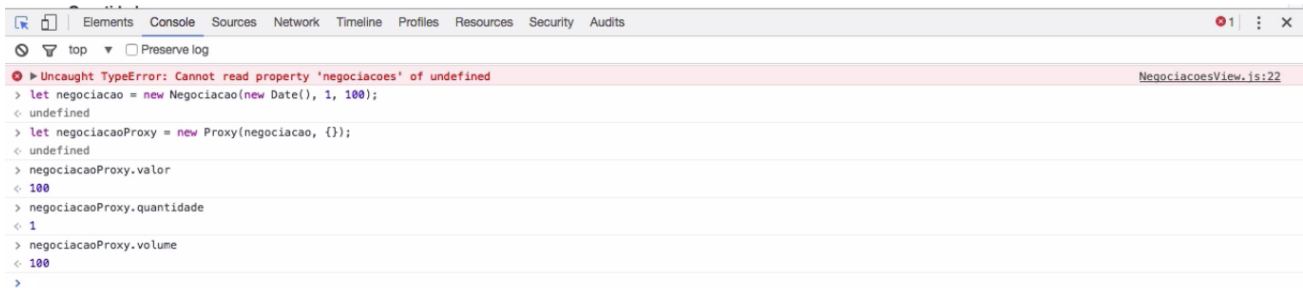 Elements Console Sources Network Timeline Profiles Resources Security Audits 1
top ▼ Preserve log
▶Uncaught TypeError: Cannot read property 'negociacoes' of undefined NegociacoesView.js:22
> let negociacao = new Negociacao(new Date(), 1, 100);
< undefined
> let negociacaoProxy = new Proxy(negociacao, {});
< undefined
> negociacaoProxy.valor
< 100
> negociacaoProxy.quantidade
< 1
> negociacaoProxy.volume
< 100
>